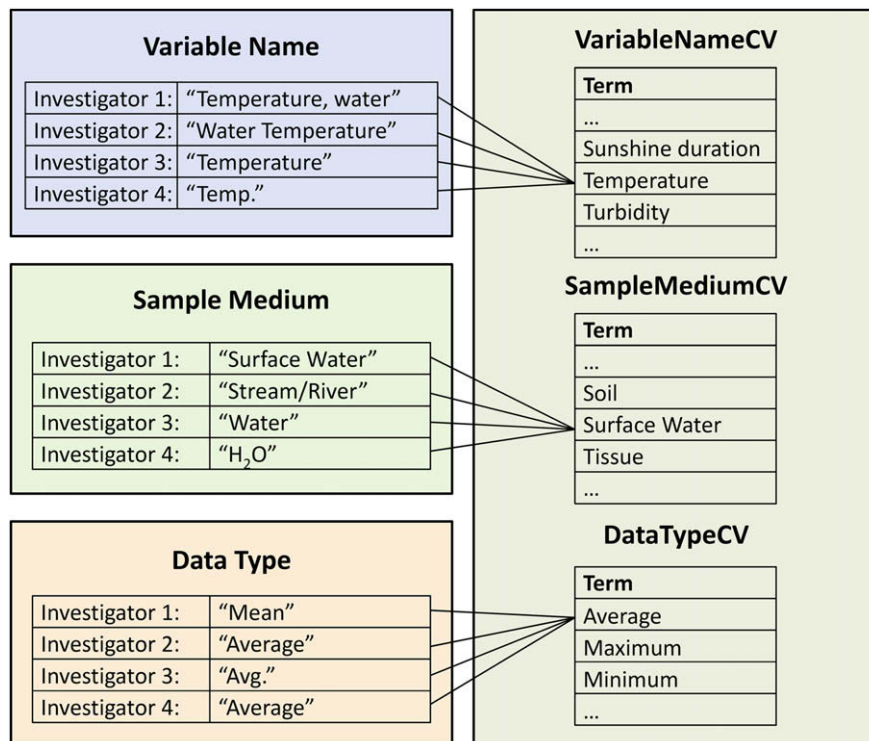 Variable Name
Investigator 1: “Temperature, water”
Investigator 2: “Water Temperature”
Investigator 3: “Temperature”
Investigator 4: “Temp.”
Sample Medium
Investigator 1: “Surface Water”
Investigator 2: “Stream/River”
Investigator 3: “Water”
Investigator 4: “H₂O”
Data Type
Investigator 1: “Mean”
Investigator 2: “Average”
Investigator 3: “Avg.”
Investigator 4: “Average”
VariableNameCV
Term
...
Sunshine duration
Temperature
Turbidity
...
SampleMediumCV
Term
...
Soil
Surface Water
Tissue
...
DataTypeCV
Term
Average
Maximum
Minimum
...